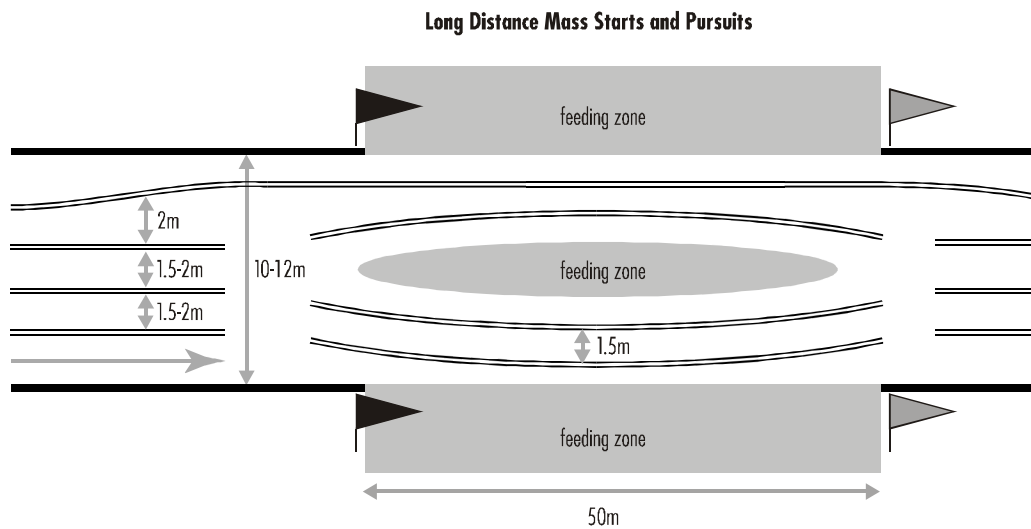 Long Distance Mass Starts and Pursuits
feeding zone
2m
1.5-2m
10-12m
feeding zone
1.5-2m
1.5m
feeding zone
50m